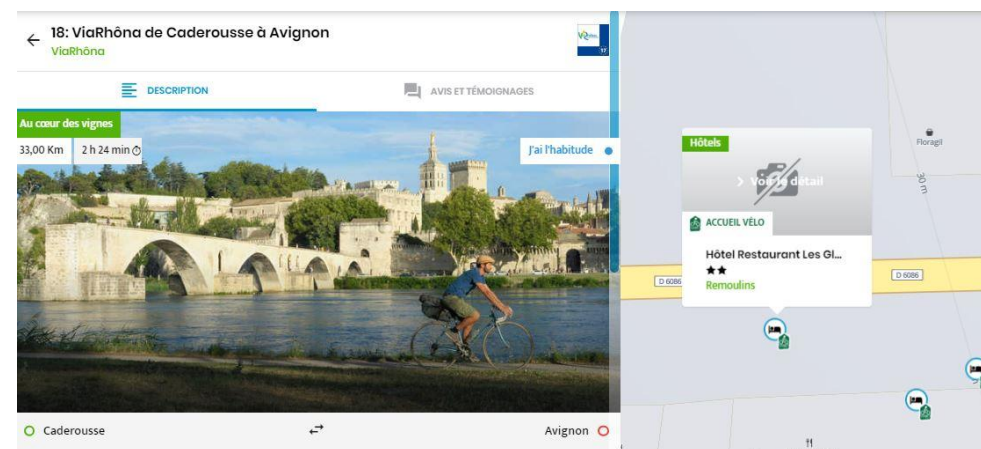 18: ViaRhôna de Caderousse à Avignon
ViaRhôna
17
DESCRIPTION
AVIS ET TÉMOIGNAGES
Au cœur des vignes
33,00 Km
2 h 24 min
J'ai l'habitude
Caderousse
Avignon
Floragil
30 m
Hôtels
Voir le détail
ACCUEIL VÉLO
Hôtel Restaurant Les Gl...
Remoulins
D 6086
D 6086